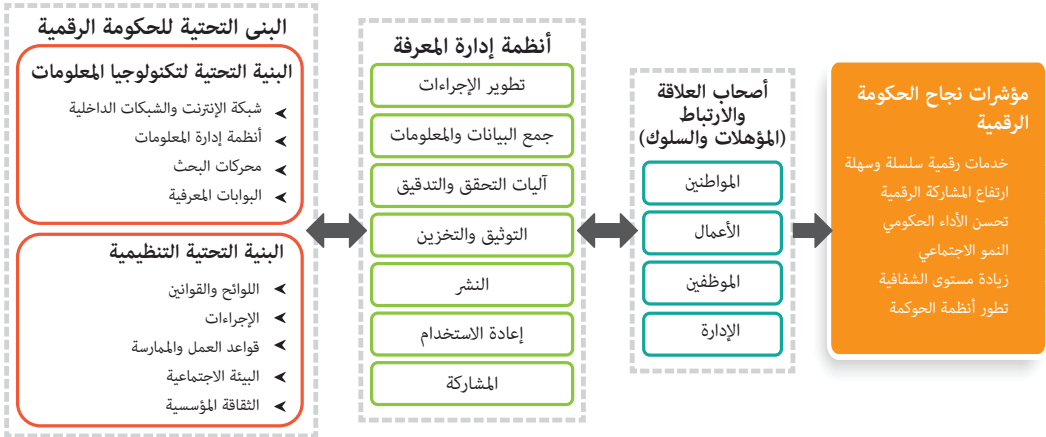 البنى التحتية للحكومة الرقمية
البنية التحتية لتكنولوجيا المعلومات
شبكة الإنترنت والشبكات الداخلية
أنظمة إدارة المعلومات
محركات البحث
البوابات المعرفية
البنية التحتية التنظيمية
اللوائح والقوانين
الإجراءات
قواعد العمل والممارسة
البيئة الاجتماعية
الثقافة المؤسسية
أنظمة إدارة المعرفة
تطوير الإجراءات
جمع البيانات والمعلومات
آليات التحقق والتدقيق
التوثيق والتخزين
النشر
إعادة الاستخدام
المشاركة
أصحاب العلاقة
والارتباط
(المؤهلات والسلوك)
المواطنين
الأعمال
الموظفين
الإدارة
مؤشرات نجاح الحكومة
الرقمية
خدمات رقمية سلسلة وسهلة
ارتفاع المشاركة الرقمية
تحسن الأداء الحكومي
النمو الاجتماعي
زيادة مستوى الشفافية
تطور أنظمة الحوكمة